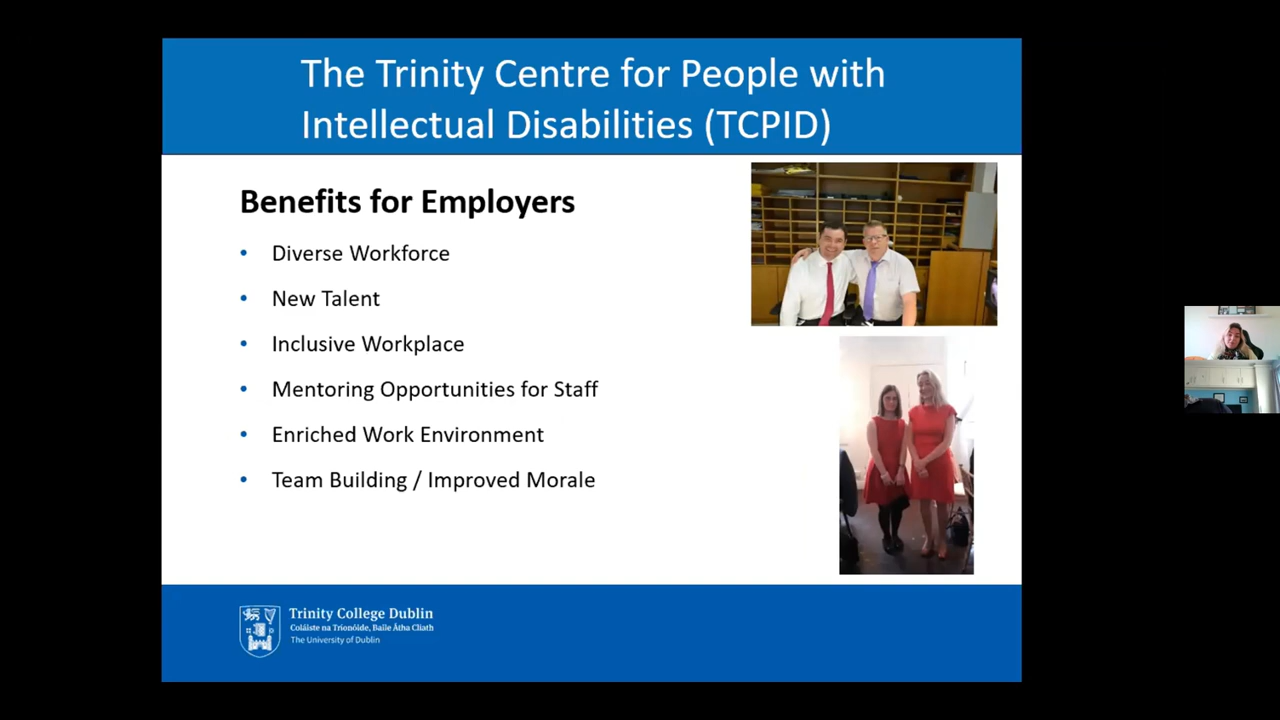 The Trinity Centre for People with
Intellectual Disabilities (TCPID)
Benefits for Employers
• Diverse Workforce
• New Talent
• Inclusive Workplace
• Mentoring Opportunities for Staff
• Enriched Work Environment
• Team Building / Improved Morale
Trinity College Dublin
Coláiste na Tríonóide, Baile Átha Cliath
The University of Dublin